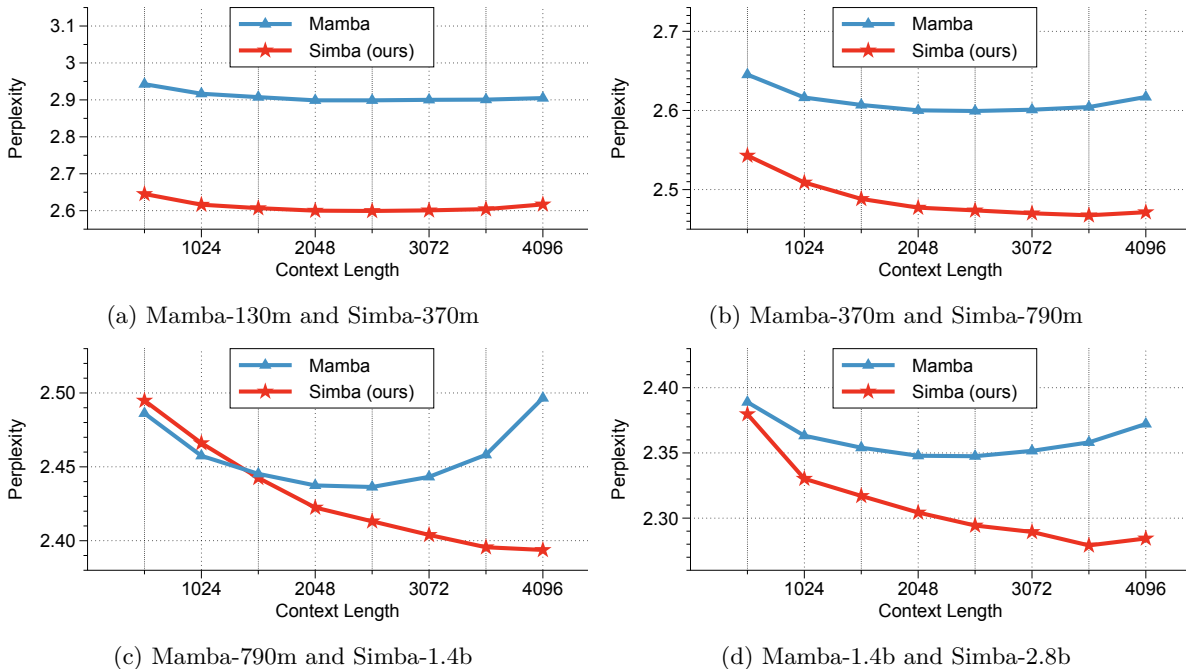 3.1
3
2.9
2.8
2.7
2.6
Perplexity
Mamba
Simba (ours)
1024 2048 3072 4096
Context Length
(a) Mamba-130m and Simba-370m
2.7
2.6
2.5
Perplexity
Mamba
Simba (ours)
1024 2048 3072 4096
Context Length
(b) Mamba-370m and Simba-790m
2.50
2.45
2.40
Perplexity
Mamba
Simba (ours)
1024 2048 3072 4096
Context Length
(c) Mamba-790m and Simba-1.4b
2.40
2.35
2.30
Perplexity
Mamba
Simba (ours)
1024 2048 3072 4096
Context Length
(d) Mamba-1.4b and Simba-2.8b